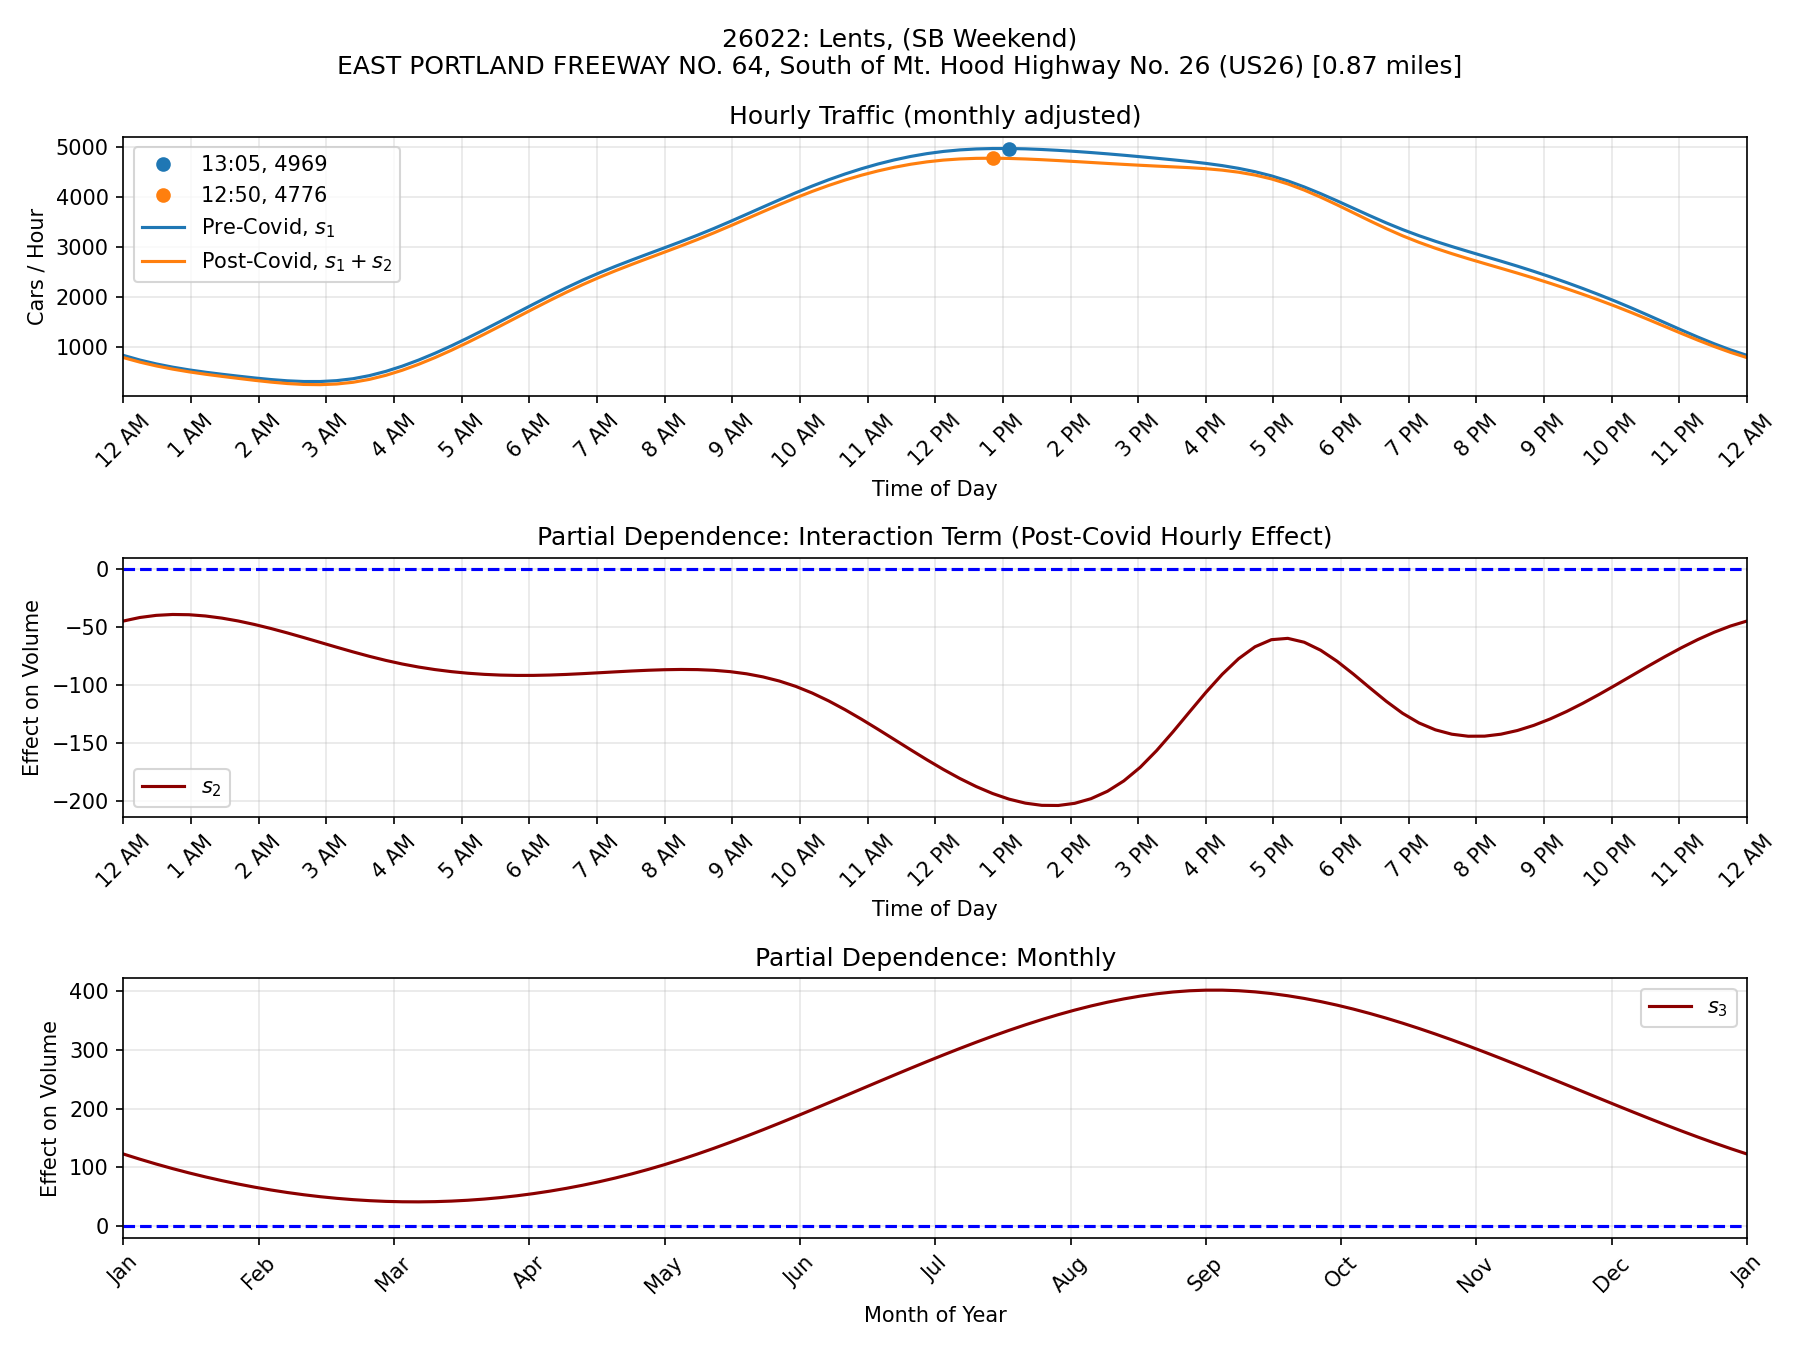 26022: Lents, (SB Weekend)
EAST PORTLAND FREEWAY NO. 64, South of Mt. Hood Highway No. 26 (US26) [0.87 miles]
Hourly Traffic (monthly adjusted)
Cars / Hour
5000
4000
3000
2000
1000
13:05, 4969
12:50, 4776
Pre-Covid, s₁
Post-Covid, s₁ + s₂
12 AM 1 AM 2 AM 3 AM 4 AM 5 AM 6 AM 7 AM 8 AM 9 AM 10 AM 11 AM 12 PM 1 PM 2 PM 3 PM 4 PM 5 PM 6 PM 7 PM 8 PM 9 PM 10 PM 11 PM 12 AM
Time of Day
Partial Dependence: Interaction Term (Post-Covid Hourly Effect)
Effect on Volume
0
−50
−100
−150
−200
s₂
12 AM 1 AM 2 AM 3 AM 4 AM 5 AM 6 AM 7 AM 8 AM 9 AM 10 AM 11 AM 12 PM 1 PM 2 PM 3 PM 4 PM 5 PM 6 PM 7 PM 8 PM 9 PM 10 PM 11 PM 12 AM
Time of Day
Partial Dependence: Monthly
Effect on Volume
400
300
200
100
0
s₃
Jan Feb Mar Apr May Jun Jul Aug Sep Oct Nov Dec Jan
Month of Year